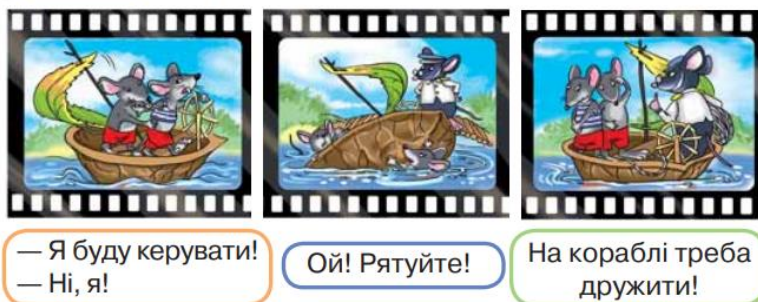 — Я буду керувати!
— Ні, я!
Ой! Рятуйте!
На кораблі треба
дружити!